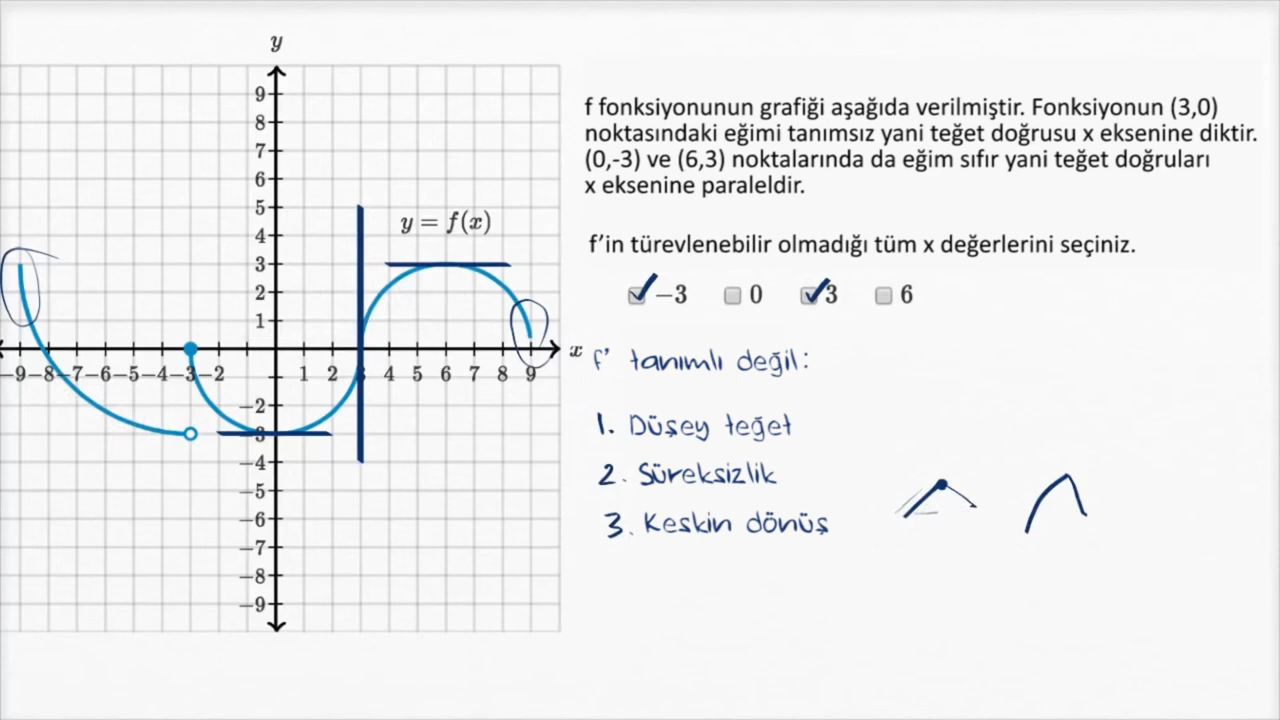 y
9
8
7
6
5
4
3
2
1
y = f(x)
x
–9–8–7–6–5–4–3–2
1 2 3 4 5 6 7 8 9
–2
–3
–4
–5
–6
–7
–8
–9
f fonksiyonunun grafiği aşağıda verilmiştir. Fonksiyonun (3,0)
noktasındaki eğimi tanımsız yani teğet doğrusu x eksenine diktir.
(0,-3) ve (6,3) noktalarında da eğim sıfır yani teğet doğruları
x eksenine paraleldir.
f’in türevlenebilir olmadığı tüm x değerlerini seçiniz.
–3 0 3 6
f' tanımlı değil:
1. Düşey teğet
2. Süreksizlik
3. Keskin dönüş